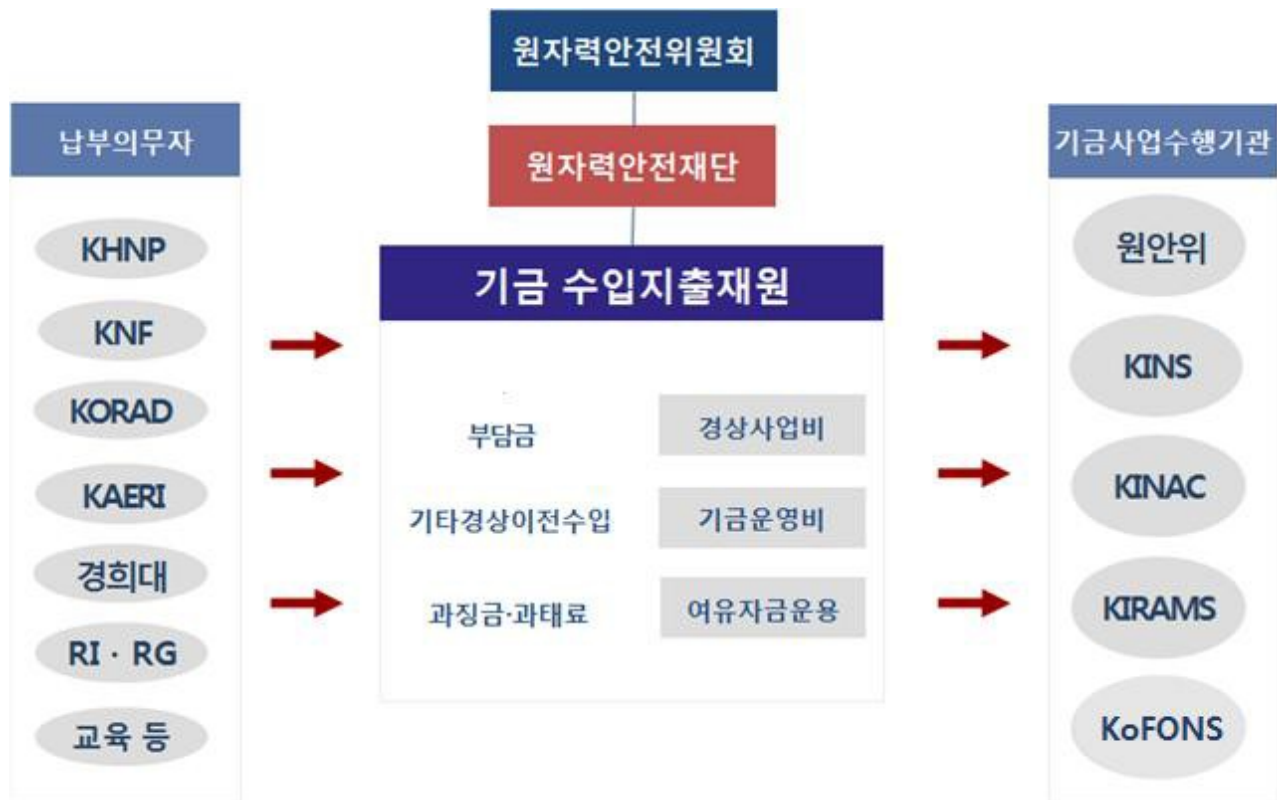 원자력안전위원회
원자력안전재단
납부의무자
KHNP
KNF
KORAD
KAERI
경희대
RI · RG
교육 등
기금 수입지출재원
부담금
경상사업비
기타경상이전수입
기금운영비
과징금·과태료
여유자금운용
기금사업수행기관
원안위
KINS
KINAC
KIRAMS
KoFONS